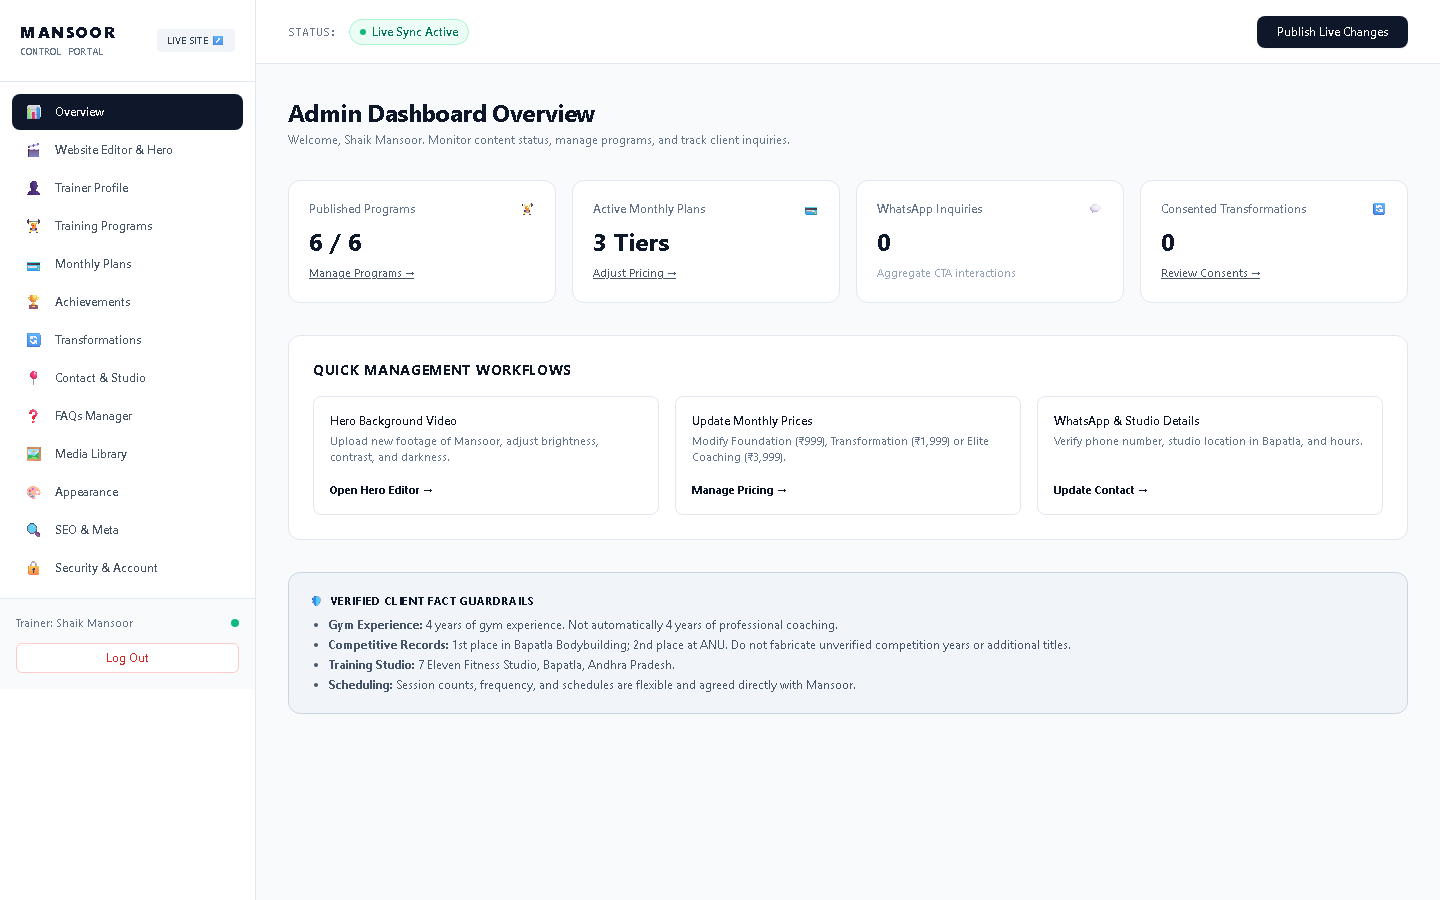 MANSOOR
CONTROL PORTAL
LIVE SITE
Overview
Website Editor & Hero
Trainer Profile
Training Programs
Monthly Plans
Achievements
Transformations
Contact & Studio
FAQs Manager
Media Library
Appearance
SEO & Meta
Security & Account
Trainer: Shaik Mansoor
Log Out
STATUS:
Live Sync Active
Publish Live Changes
Admin Dashboard Overview
Welcome, Shaik Mansoor. Monitor content status, manage programs, and track client inquiries.
Published Programs
6 / 6
Manage Programs →
Active Monthly Plans
3 Tiers
Adjust Pricing →
WhatsApp Inquiries
0
Aggregate CTA interactions
Consented Transformations
0
Review Consents →
QUICK MANAGEMENT WORKFLOWS
Hero Background Video
Upload new footage of Mansoor, adjust brightness,
contrast, and darkness.
Open Hero Editor →
Update Monthly Prices
Modify Foundation (₹999), Transformation (₹1,999) or Elite
Coaching (₹3,999).
Manage Pricing →
WhatsApp & Studio Details
Verify phone number, studio location in Bapatla, and hours.
Update Contact →
VERIFIED CLIENT FACT GUARDRAILS
• Gym Experience: 4 years of gym experience. Not automatically 4 years of professional coaching.
• Competitive Records: 1st place in Bapatla Bodybuilding; 2nd place at ANU. Do not fabricate unverified competition years or additional titles.
• Training Studio: 7 Eleven Fitness Studio, Bapatla, Andhra Pradesh.
• Scheduling: Session counts, frequency, and schedules are flexible and agreed directly with Mansoor.